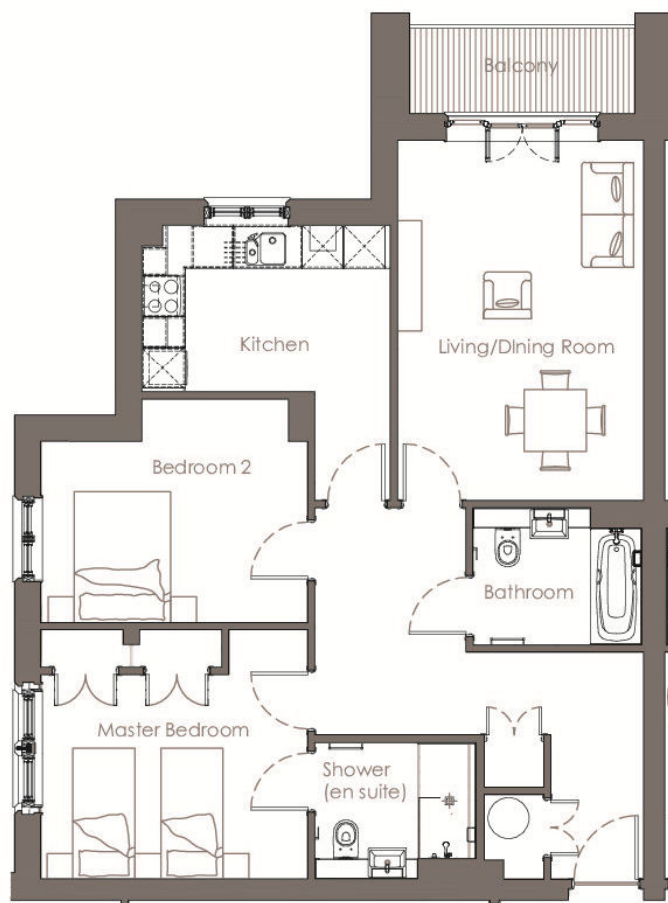 Balcony
Kitchen
Living/Dining Room
Bedroom 2
Bathroom
Master Bedroom
Shower
(en suite)